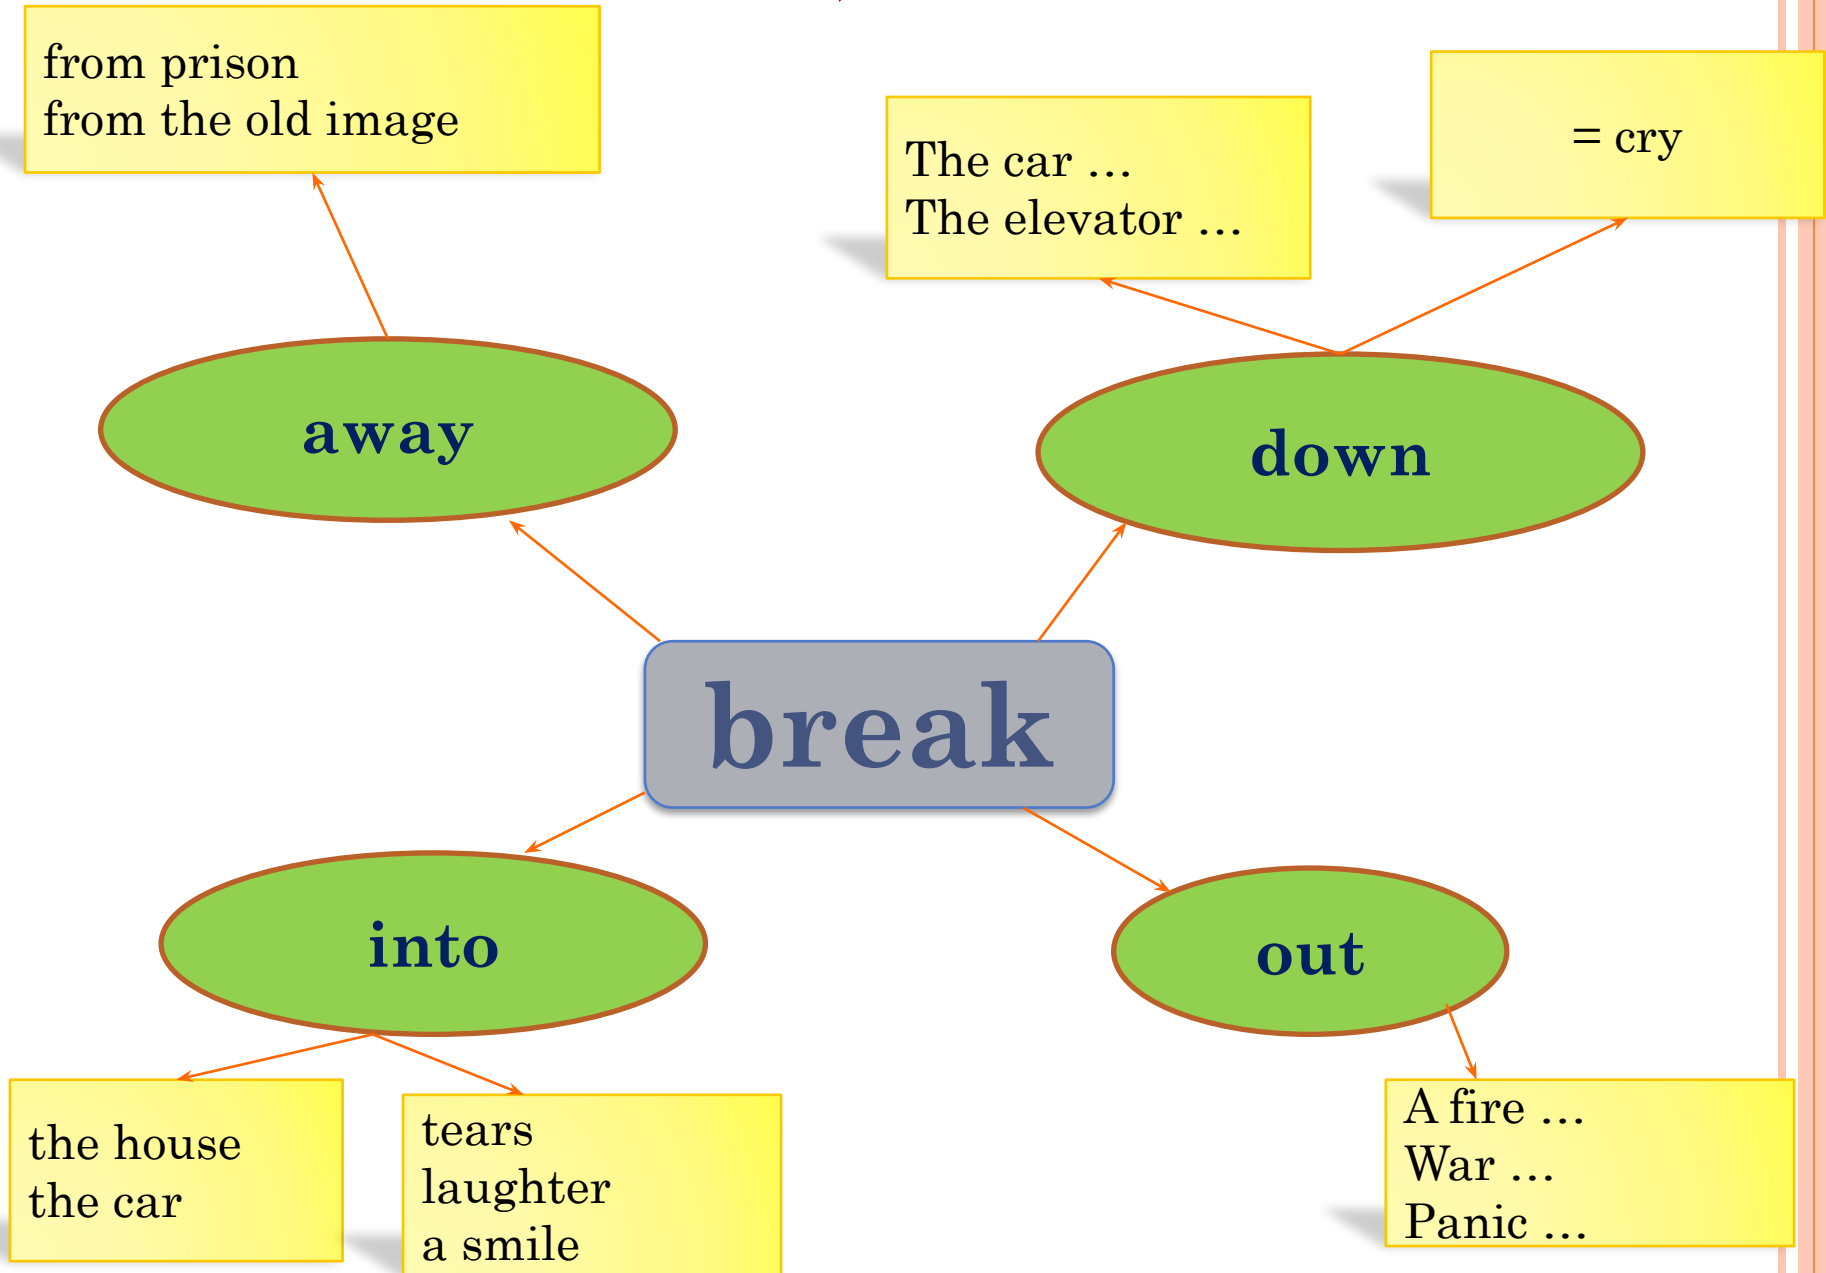 from prison
from the old image
The car ...
The elevator ...
= cry
away
down
break
into
out
the house
the car
tears
laughter
a smile
A fire ...
War ...
Panic ...